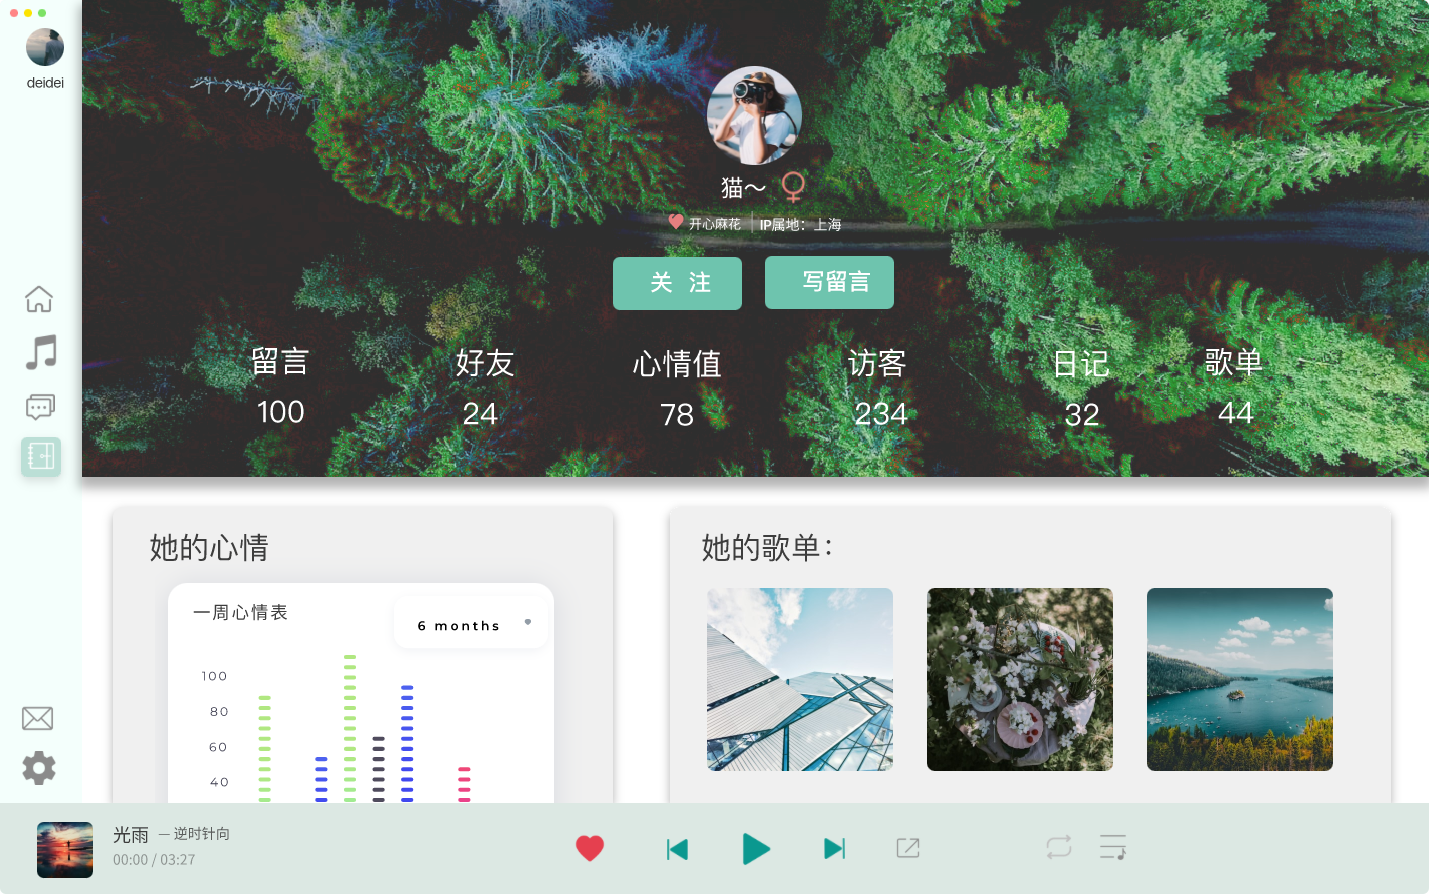 deidei
猫～
开心麻花 | IP属地：上海
关 注
写留言
留言 好友 心情值 访客 日记 歌单
100 24 78 234 32 44
她的心情
一周心情表
6 months
100
80
60
40
她的歌单：
光雨 — 逆时针向
00:00 / 03:27